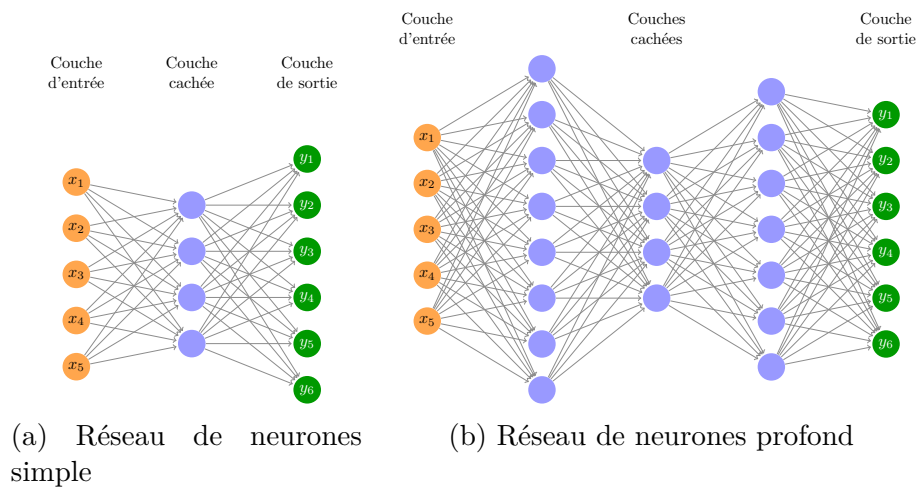 Couche
d'entrée
Couche
cachée
Couche
de sortie
x₁
x₂
x₃
x₄
x₅
y₁
y₂
y₃
y₄
y₅
y₆
(a) Réseau de neurones
simple
Couche
d'entrée
Couches
cachées
Couche
de sortie
x₁
x₂
x₃
x₄
x₅
y₁
y₂
y₃
y₄
y₅
y₆
(b) Réseau de neurones profond